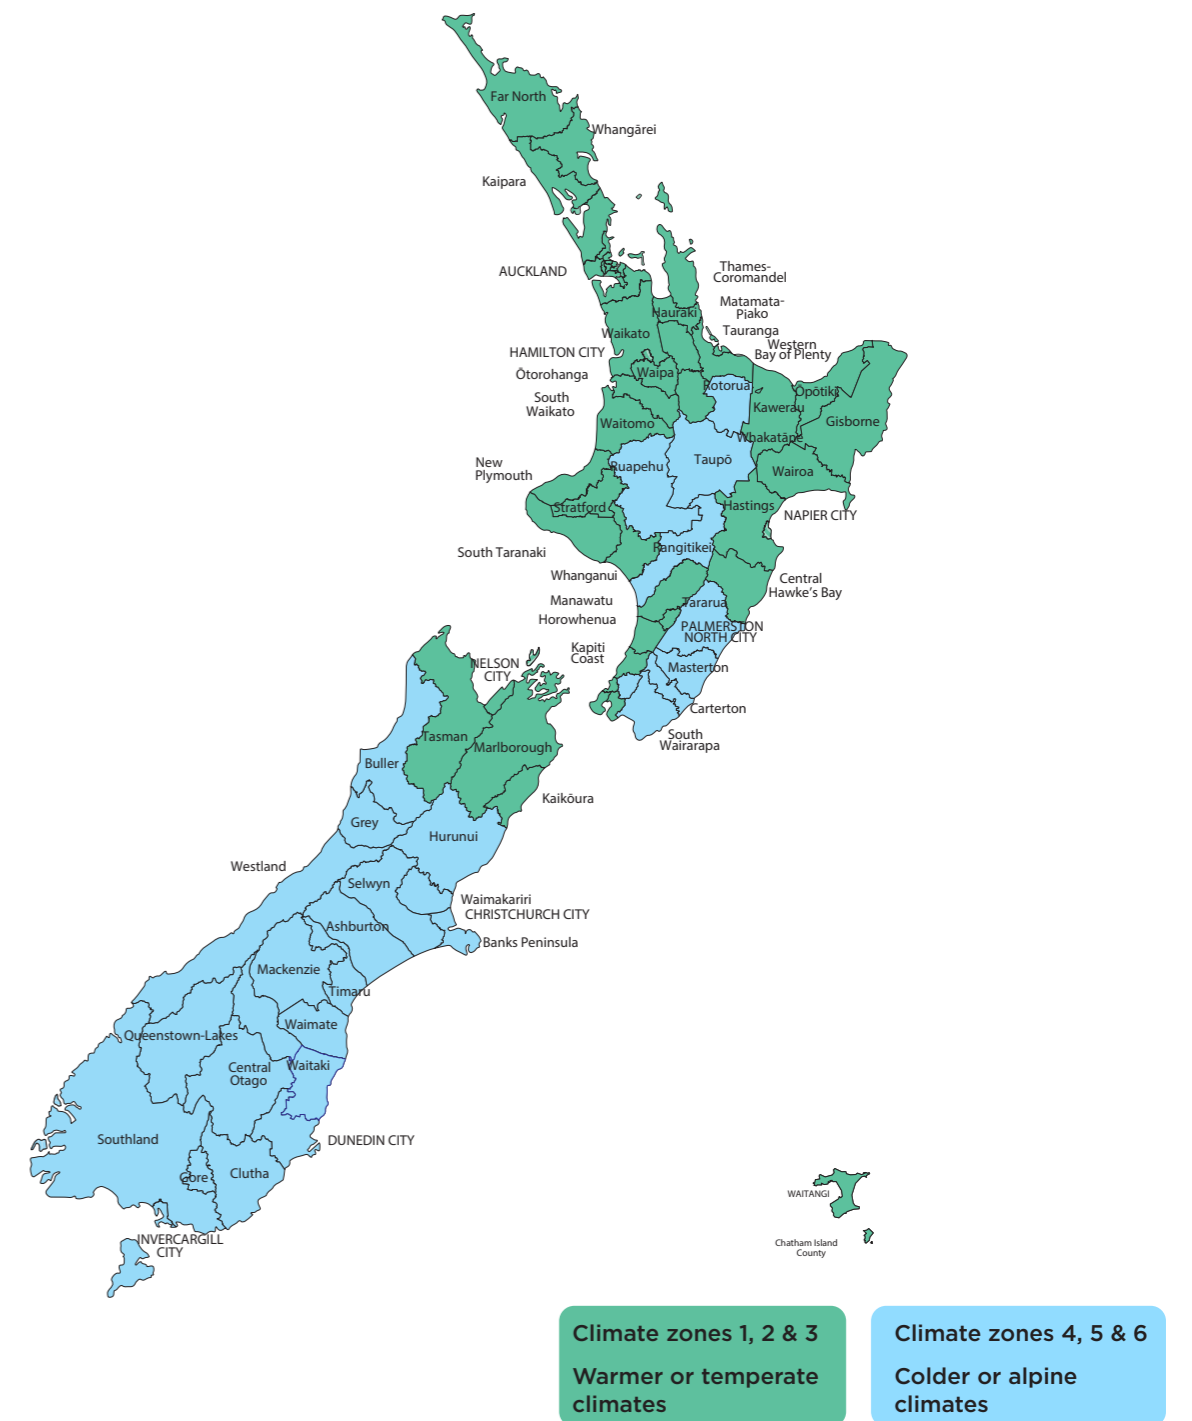 Far North
Whangārei
Kaipara
AUCKLAND
Thames-
Coromandel
Matamata-
Piako
Hauraki
Tauranga
Waikato
Western
Bay of Plenty
HAMILTON CITY
Ōtorohanga
Waipa
Rotorua
Ōpōtiki
South
Waikato
Kawerau
Waitomo
Gisborne
Whakatāne
Taupō
New
Plymouth
Ruapehu
Wairoa
Stratford
Hastings
NAPIER CITY
South Taranaki
Rangitikei
Whanganui
Central
Hawke's Bay
Manawatu
Tararua
Horowhenua
PALMERSTON
NORTH CITY
Kapiti
Coast
NELSON
CITY
Masterton
Carterton
South
Wairarapa
Tasman
Marlborough
Buller
Kaikōura
Grey
Hurunui
Westland
Selwyn
Waimakariri
CHRISTCHURCH CITY
Ashburton
Banks Peninsula
Mackenzie
Timaru
Waimate
Queenstown-Lakes
Waitaki
Central
Otago
Southland
DUNEDIN CITY
Gore
Clutha
WAITANGI
INVERCARGILL
CITY
Chatham Island
County
Climate zones 1, 2 & 3
Warmer or temperate
climates
Climate zones 4, 5 & 6
Colder or alpine
climates